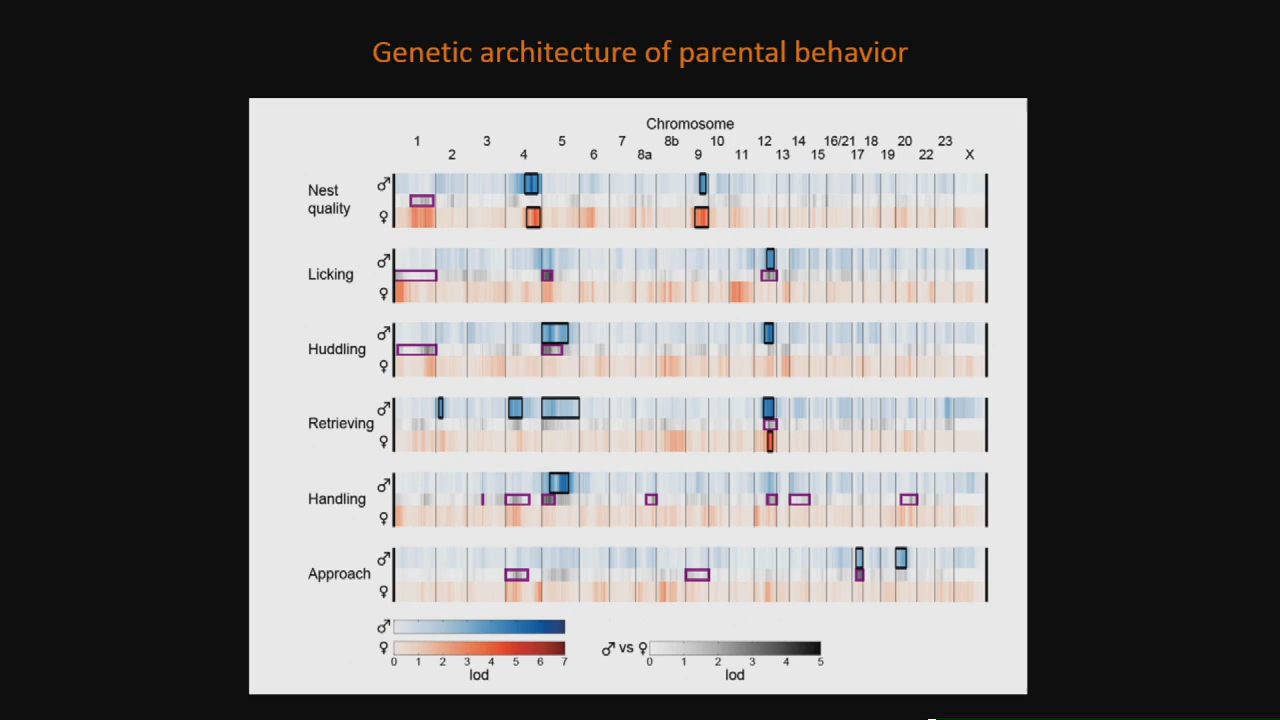 Genetic architecture of parental behavior
Chromosome
1 3 5 7 8b 10 12 14 16/21 18 20 23
2 4 6 8a 9 11 13 15 17 19 22 X
Nest
quality
♂
♀
Licking
♂
♀
Huddling
♂
♀
Retrieving
♂
♀
Handling
♂
♀
Approach
♂
♀
♂
♀
0 1 2 3 4 5 6 7
lod
♂ vs ♀
0 1 2 3 4 5
lod